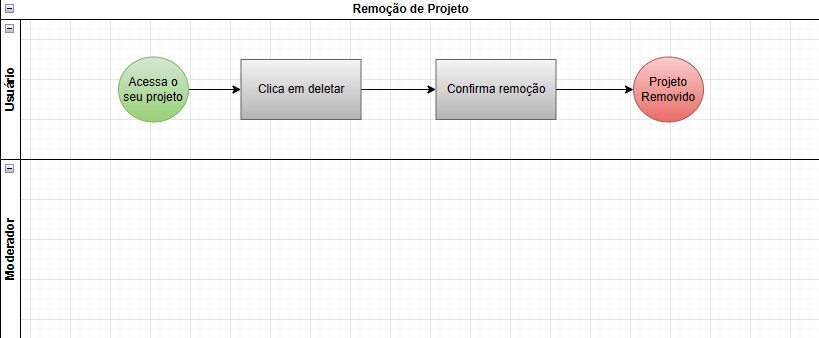 Remoção de Projeto
Usuário
Acessa o
seu projeto
Clica em deletar
Confirma remoção
Projeto
Removido
Moderador